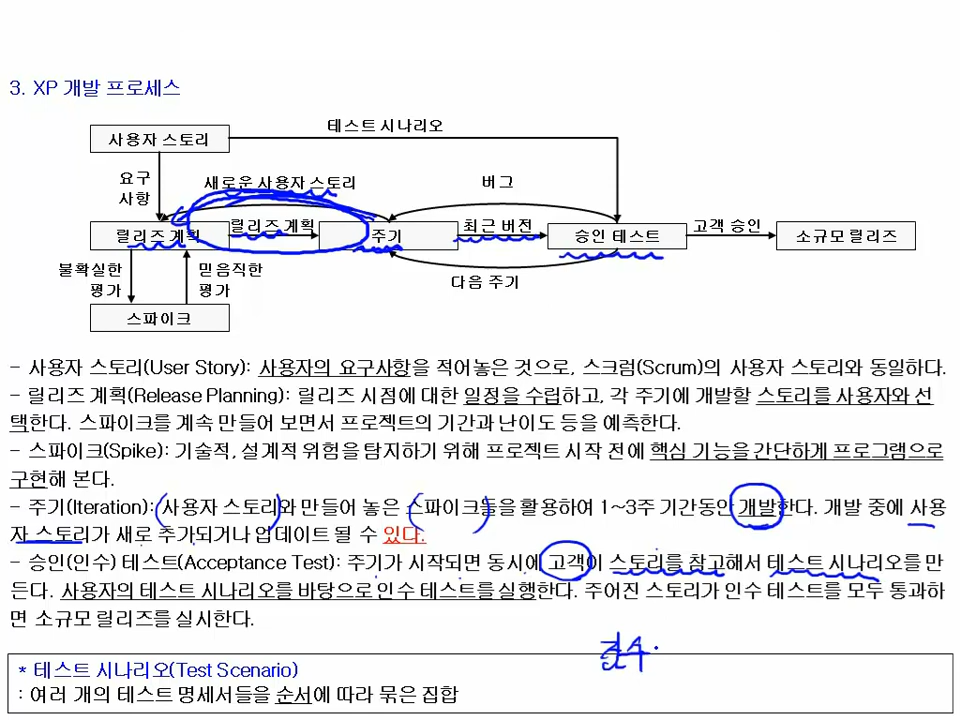 3. XP 개발 프로세스
테스트 시나리오
사용자 스토리
요구
사항
새로운 사용자 스토리
버그
릴리즈 계획
릴리즈 계획
주기
최근 버전
승인 테스트
고객 승인
소규모 릴리즈
불확실한
평가
믿음직한
평가
다음 주기
스파이크
- 사용자 스토리(User Story): 사용자의 요구사항을 적어놓은 것으로, 스크럼(Scrum)의 사용자 스토리와 동일하다.
- 릴리즈 계획(Release Planning): 릴리즈 시점에 대한 일정을 수립하고, 각 주기에 개발할 스토리를 사용자와 선
택한다. 스파이크를 계속 만들어 보면서 프로젝트의 기간과 난이도 등을 예측한다.
- 스파이크(Spike): 기술적, 설계적 위험을 탐지하기 위해 프로젝트 시작 전에 핵심 기능을 간단하게 프로그램으로
구현해 본다.
- 주기(Iteration): 사용자 스토리와 만들어 놓은 스파이크들을 활용하여 1~3주 기간동안 개발한다. 개발 중에 사용
자 스토리가 새로 추가되거나 업데이트 될 수 있다.
- 승인(인수) 테스트(Acceptance Test): 주기가 시작되면 동시에 고객이 스토리를 참고해서 테스트 시나리오를 만
든다. 사용자의 테스트 시나리오를 바탕으로 인수 테스트를 실행한다. 주어진 스토리가 인수 테스트를 모두 통과하
면 소규모 릴리즈를 실시한다.
* 테스트 시나리오(Test Scenario)
: 여러 개의 테스트 명세서들을 순서에 따라 묶은 집합